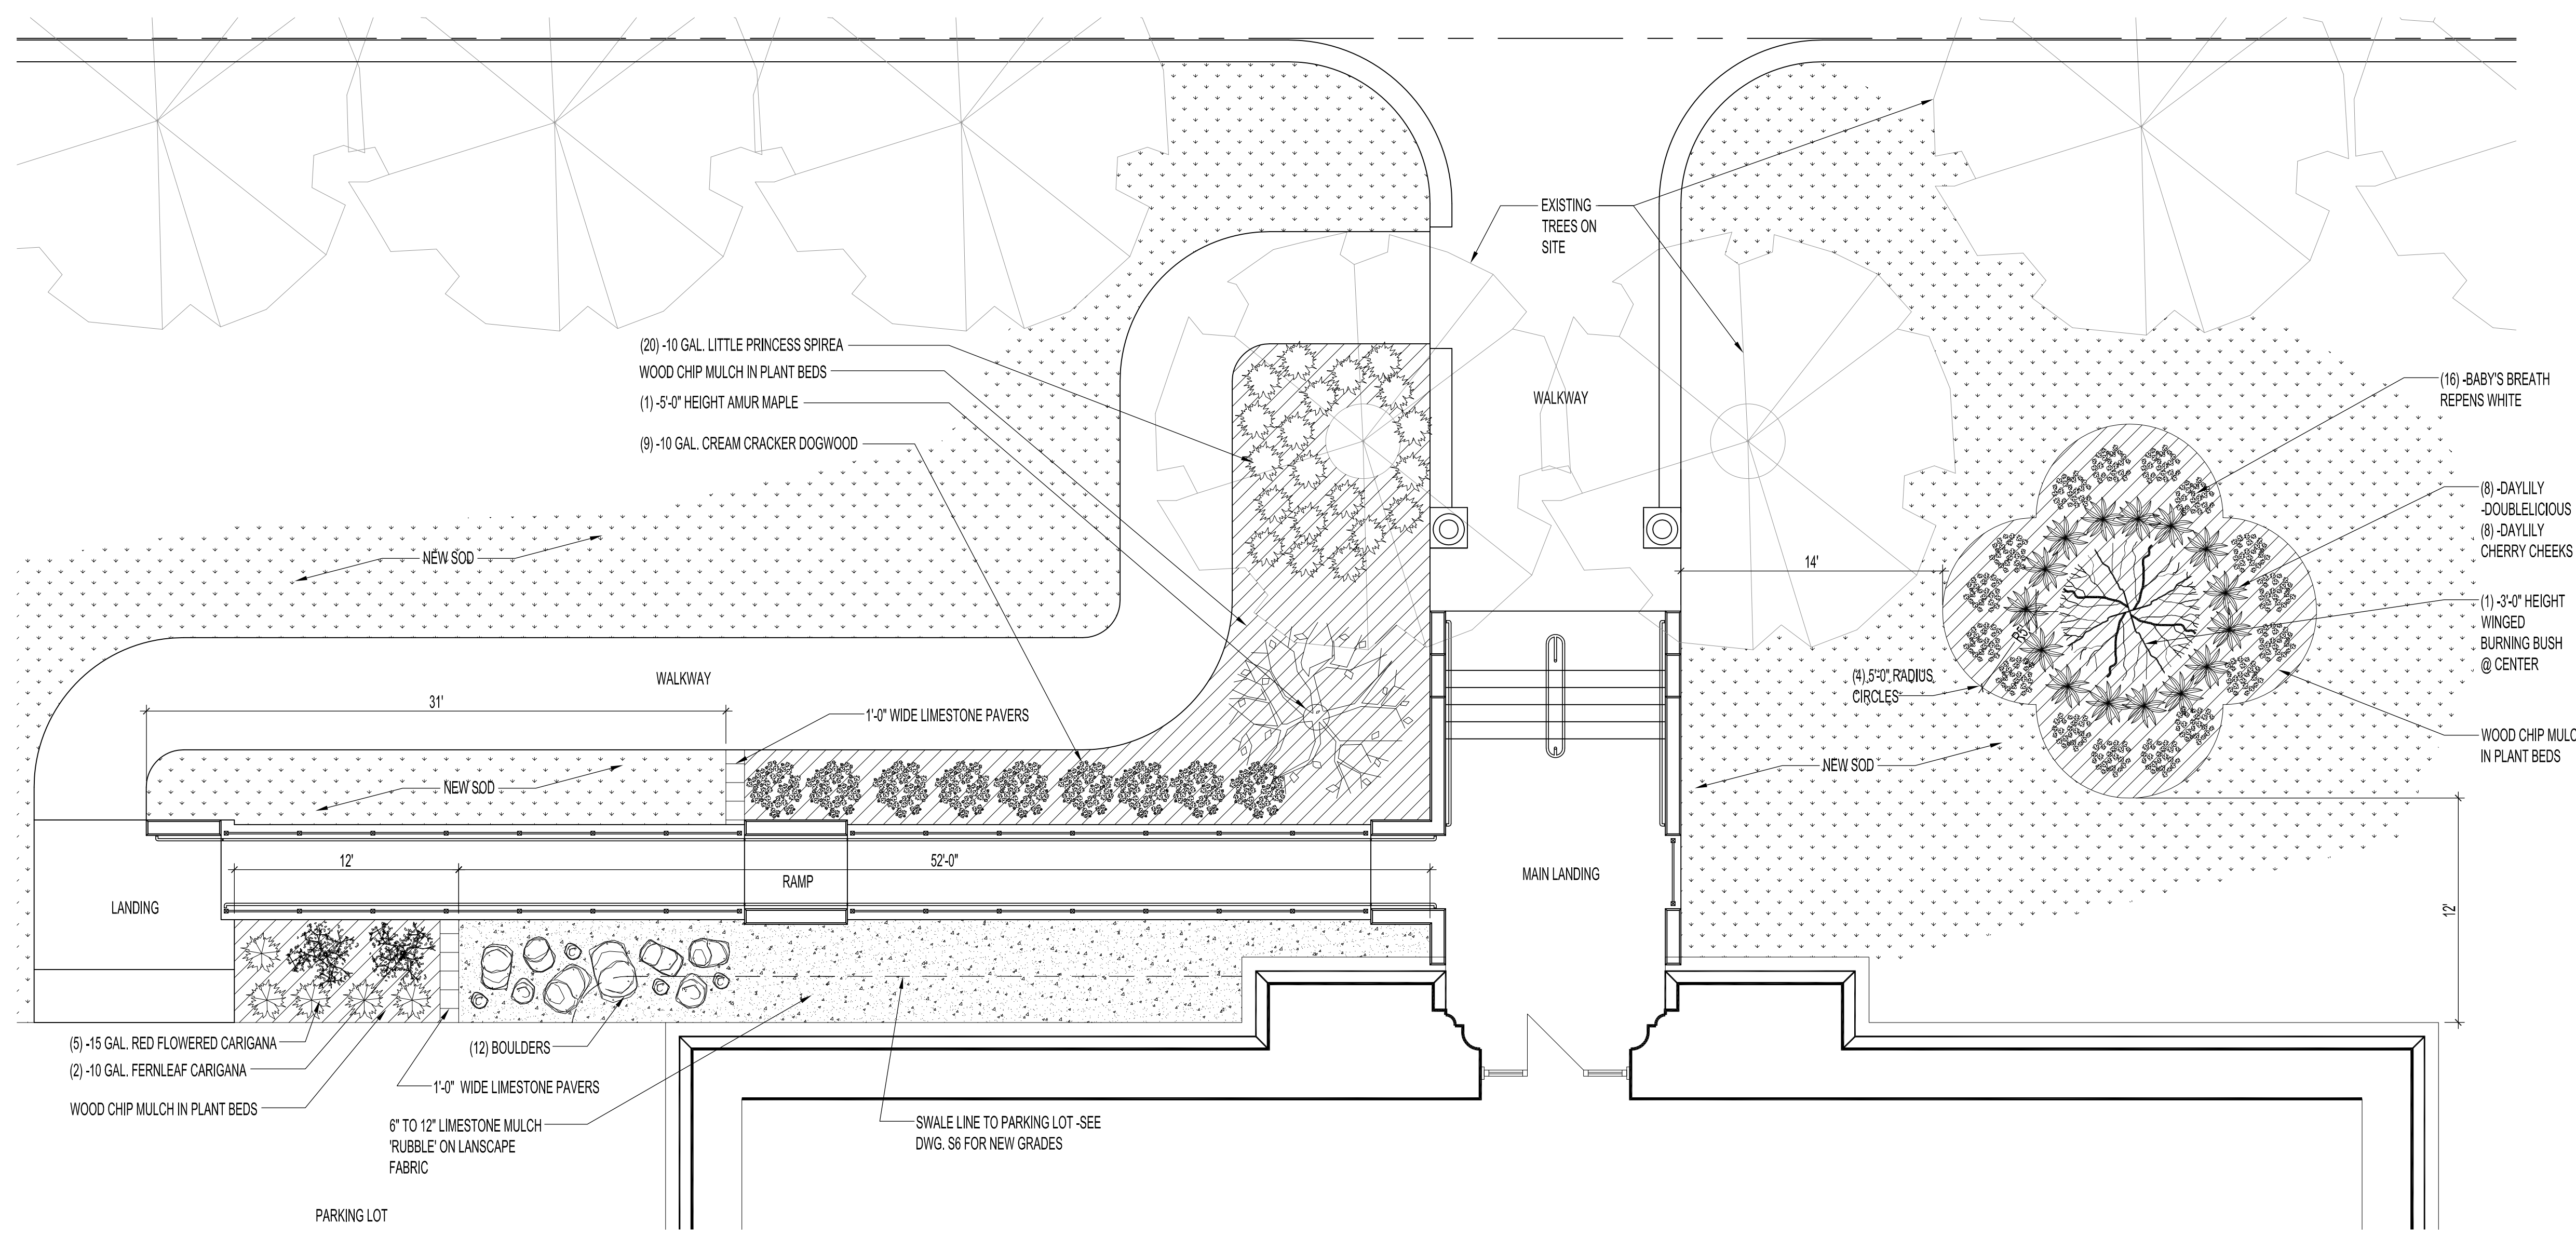 EXISTING
TREES ON
SITE
(20) -10 GAL. LITTLE PRINCESS SPIREA
WOOD CHIP MULCH IN PLANT BEDS
(1) -5'-0" HEIGHT AMUR MAPLE
(9) -10 GAL. CREAM CRACKER DOGWOOD
WALKWAY
(16) -BABY'S BREATH
REPENS WHITE
(8) -DAYLILY
-DOUBLELICIOUS
(8) -DAYLILY
CHERRY CHEEKS
NEW SOD
14'
(1) -3'-0" HEIGHT
WINGED
BURNING BUSH
@ CENTER
R5'
WALKWAY
(4) 5'-0" RADIUS
CIRCLES
31'
1'-0" WIDE LIMESTONE PAVERS
WOOD CHIP MULC
IN PLANT BEDS
NEW SOD
NEW SOD
12'
52'-0"
RAMP
MAIN LANDING
LANDING
12'
(5) -15 GAL. RED FLOWERED CARIGANA
(2) -10 GAL. FERNLEAF CARIGANA
WOOD CHIP MULCH IN PLANT BEDS
(12) BOULDERS
1'-0" WIDE LIMESTONE PAVERS
6" TO 12" LIMESTONE MULCH
'RUBBLE' ON LANSCAPE
FABRIC
SWALE LINE TO PARKING LOT -SEE
DWG. S6 FOR NEW GRADES
PARKING LOT